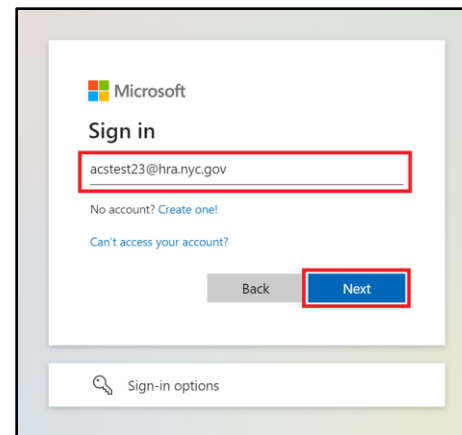 Microsoft
Sign in
acstest23@hra.nyc.gov
No account? Create one!
Can't access your account?
Back Next
Sign-in options